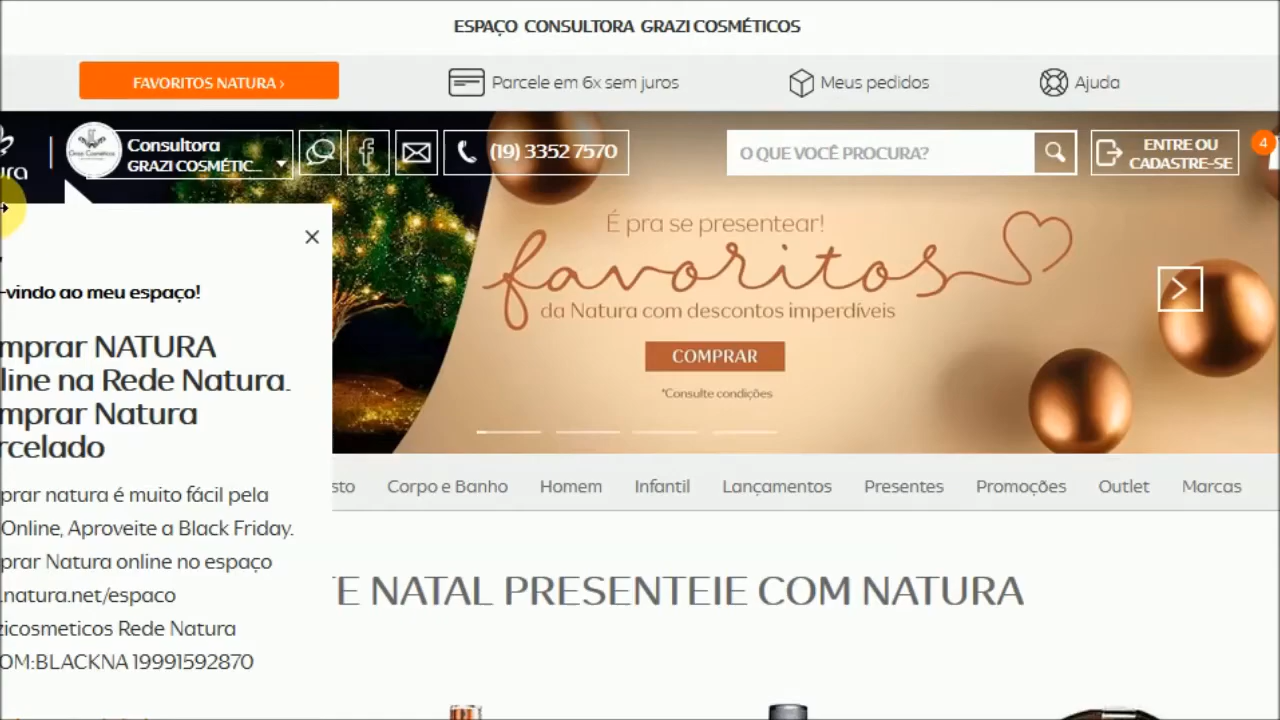 ESPAÇO CONSULTORA GRAZI COSMÉTICOS
FAVORITOS NATURA ›
Parcele em 6x sem juros
Meus pedidos
Ajuda
ura
Consultora
GRAZI COSMÉTIC...
(19) 3352 7570
O QUE VOCÊ PROCURA?
ENTRE OU
CADASTRE-SE
4
É pra se presentear!
favoritos
da Natura com descontos imperdíveis
COMPRAR
*Consulte condições
-vindo ao meu espaço!
mprar NATURA
line na Rede Natura.
mprar Natura
rcelado
prar natura é muito fácil pela
Online, Aproveite a Black Friday.
prar Natura online no espaço
.natura.net/espaco
zicosmeticos Rede Natura
OM:BLACKNA 19991592870
sto
Corpo e Banho
Homem
Infantil
Lançamentos
Presentes
Promoções
Outlet
Marcas
TE NATAL PRESENTEIE COM NATURA